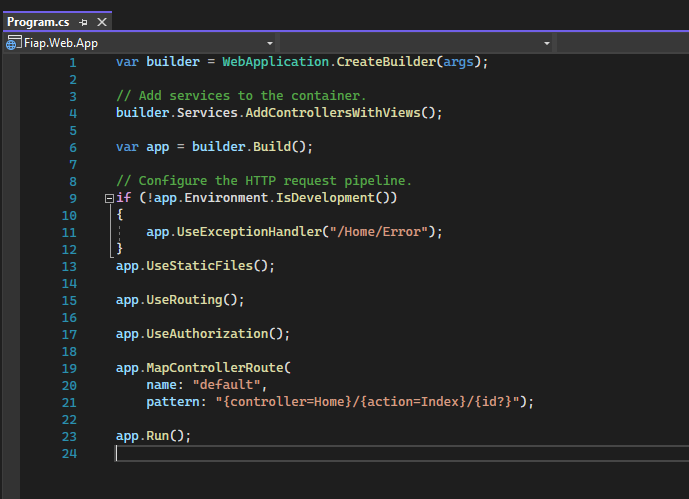 Program.cs
Fiap.Web.App
1 var builder = WebApplication.CreateBuilder(args);
2
3 // Add services to the container.
4 builder.Services.AddControllersWithViews();
5
6 var app = builder.Build();
7
8 // Configure the HTTP request pipeline.
9 if (!app.Environment.IsDevelopment())
10 {
11     app.UseExceptionHandler("/Home/Error");
12 }
13 app.UseStaticFiles();
14
15 app.UseRouting();
16
17 app.UseAuthorization();
18
19 app.MapControllerRoute(
20     name: "default",
21     pattern: "{controller=Home}/{action=Index}/{id?}");
22
23 app.Run();
24